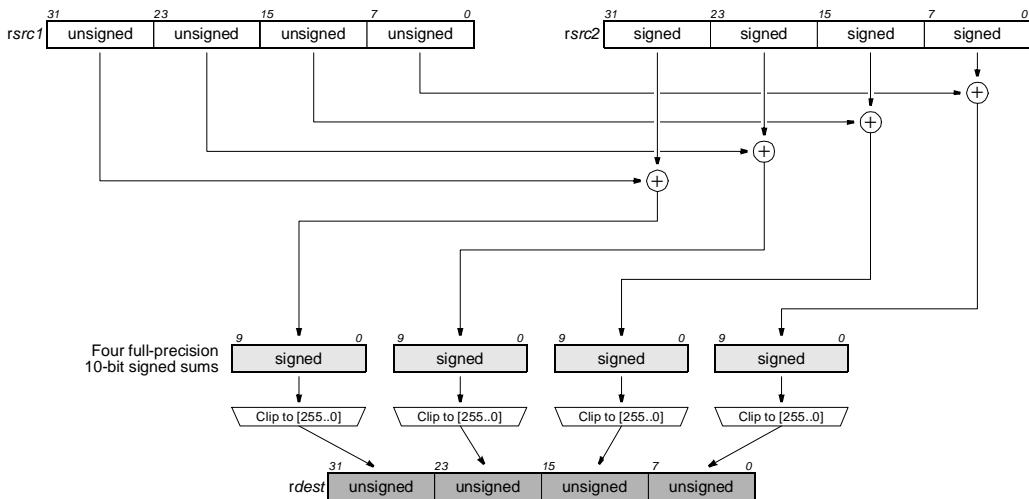 31 23 15 7 0 31 23 15 7 0
rsrc1 unsigned unsigned unsigned unsigned rsrc2 signed signed signed signed
+
+
+
+
9 0 9 0 9 0 9 0
Four full-precision
10-bit signed sums
signed signed signed signed
Clip to [255..0] Clip to [255..0] Clip to [255..0] Clip to [255..0]
31 23 15 7 0
rdest unsigned unsigned unsigned unsigned